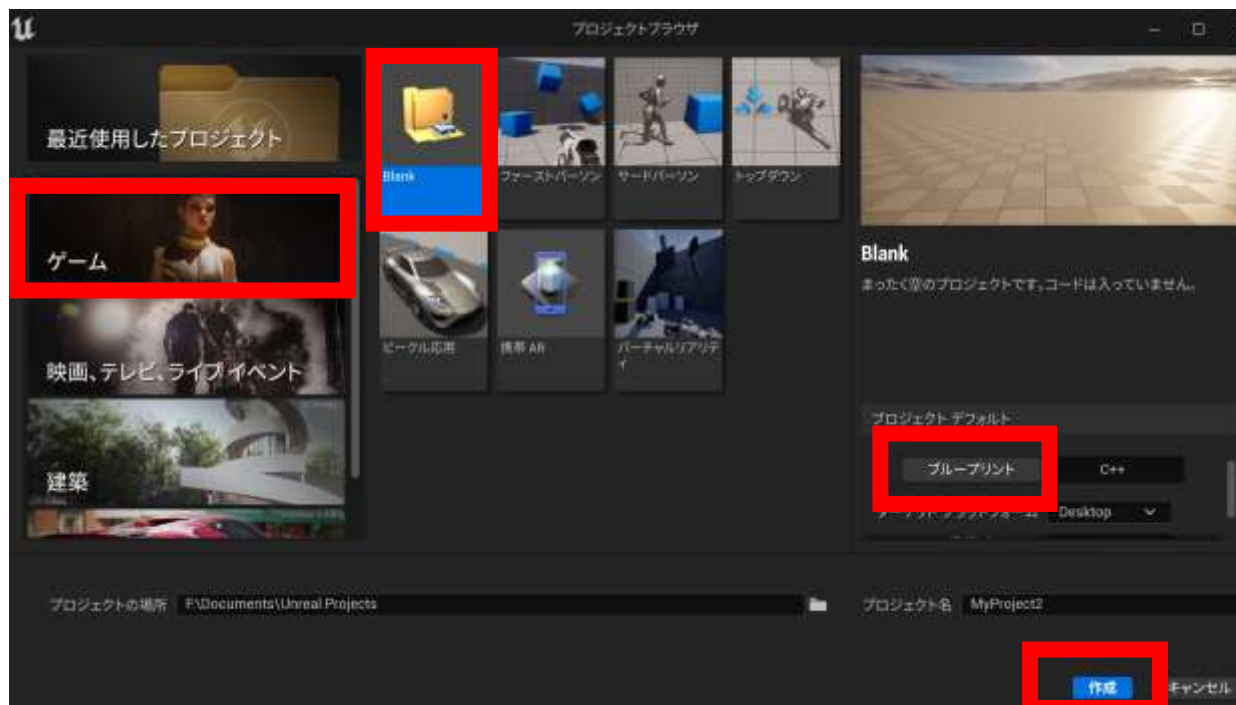 プロジェクトブラウザ
最近使用したプロジェクト
ゲーム
映画、テレビ、ライブ イベント
建築
Blank
ファーストパーソン
サードパーソン
トップダウン
ビークル応用
携帯 AR
バーチャルリアリテ
ィ
Blank
まったく空のプロジェクトです。コードは入っていません。
プロジェクト デフォルト
ブループリント
C++
Desktop
プロジェクトの場所
F:\Documents\Unreal Projects
プロジェクト名
MyProject2
作成
キャンセル